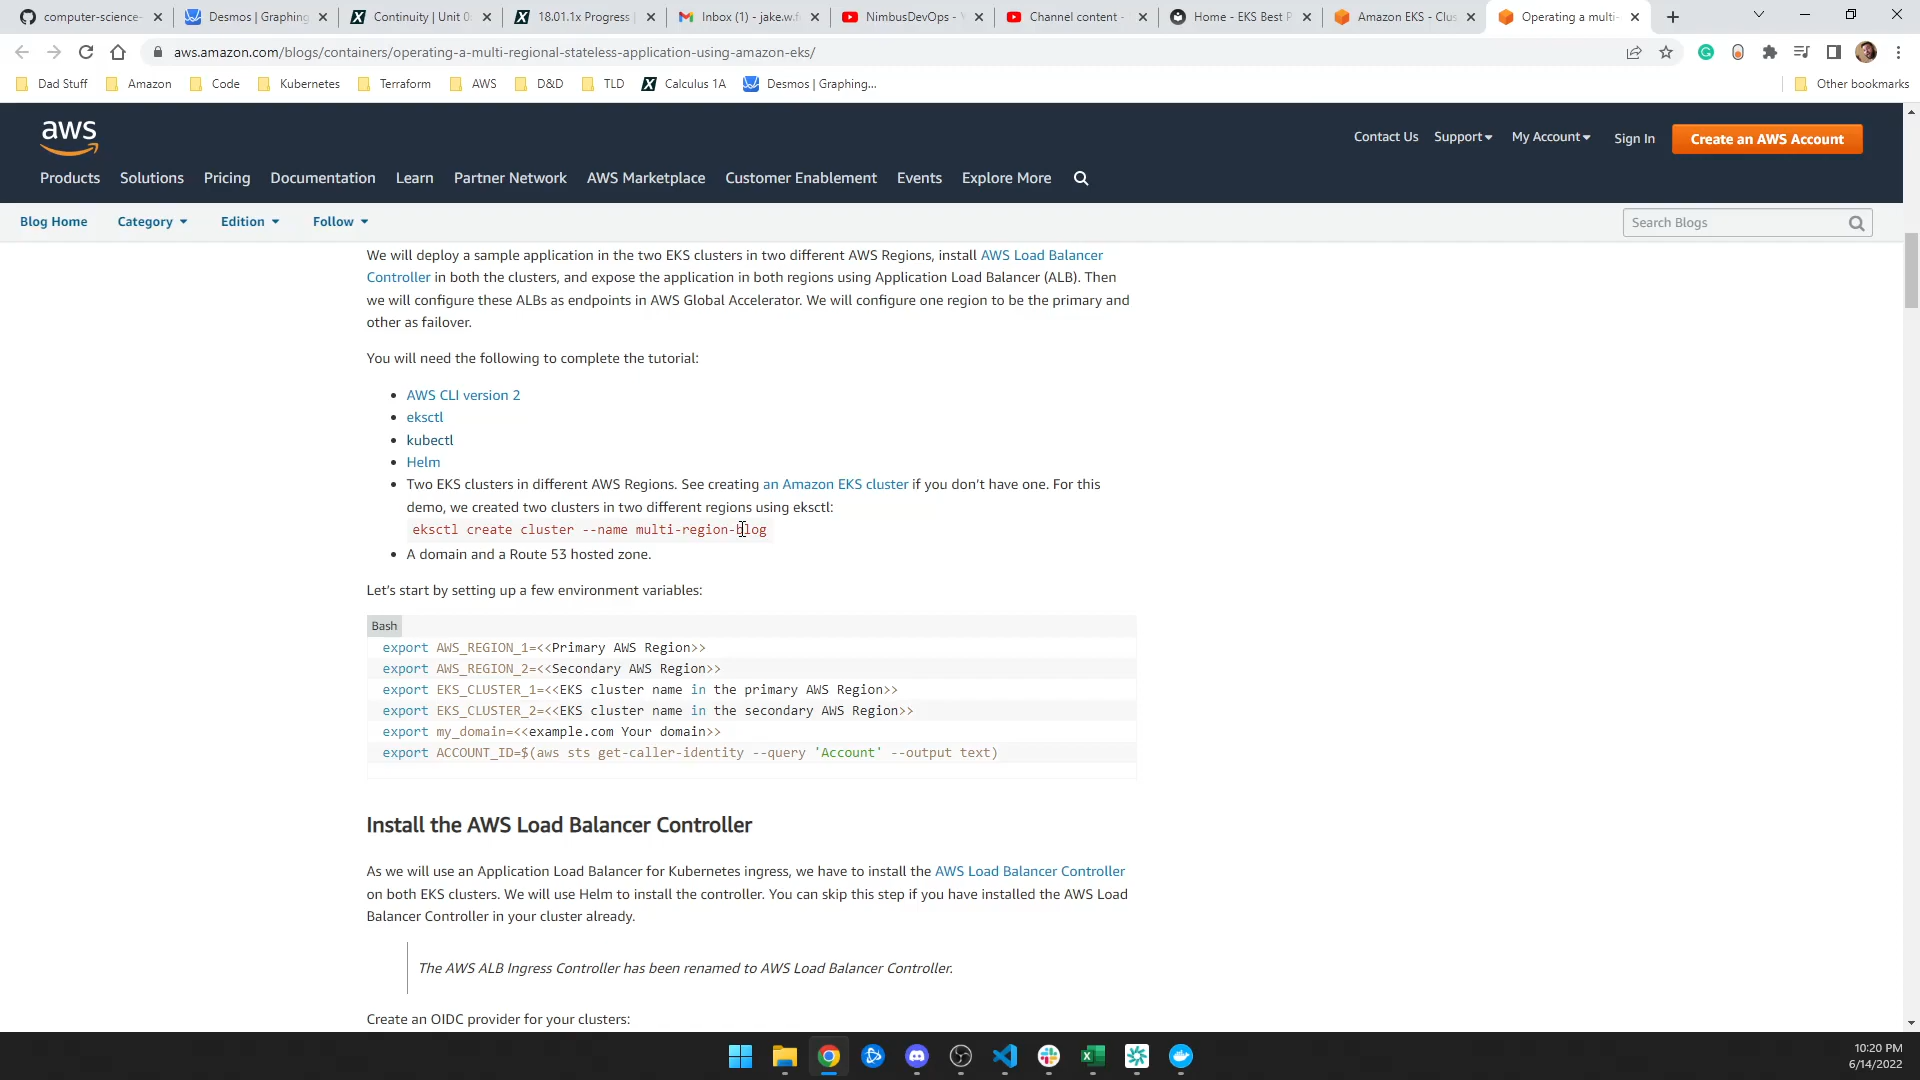 computer-science-
Desmos | Graphing
Continuity | Unit 0:
18.01.1x Progress
Inbox (1) - jake.w.f
NimbusDevOps - Y
Channel content -
Home - EKS Best P
Amazon EKS - Clus
Operating a multi-
aws.amazon.com/blogs/containers/operating-a-multi-regional-stateless-application-using-amazon-eks/
Dad Stuff
Amazon
Code
Kubernetes
Terraform
AWS
D&D
TLD
Calculus 1A
Desmos | Graphing...
Other bookmarks
aws
Contact Us
Support
My Account
Sign In
Create an AWS Account
Products
Solutions
Pricing
Documentation
Learn
Partner Network
AWS Marketplace
Customer Enablement
Events
Explore More
Blog Home
Category
Edition
Follow
Search Blogs
We will deploy a sample application in the two EKS clusters in two different AWS Regions, install AWS Load Balancer
Controller in both the clusters, and expose the application in both regions using Application Load Balancer (ALB). Then
we will configure these ALBs as endpoints in AWS Global Accelerator. We will configure one region to be the primary and
other as failover.
You will need the following to complete the tutorial:
• AWS CLI version 2
• eksctl
• kubectl
• Helm
• Two EKS clusters in different AWS Regions. See creating an Amazon EKS cluster if you don't have one. For this
demo, we created two clusters in two different regions using eksctl:
eksctl create cluster --name multi-region-blog
• A domain and a Route 53 hosted zone.
Let's start by setting up a few environment variables:
Bash
export AWS_REGION_1=<<Primary AWS Region>>
export AWS_REGION_2=<<Secondary AWS Region>>
export EKS_CLUSTER_1=<<EKS cluster name in the primary AWS Region>>
export EKS_CLUSTER_2=<<EKS cluster name in the secondary AWS Region>>
export my_domain=<<example.com Your domain>>
export ACCOUNT_ID=$(aws sts get-caller-identity --query 'Account' --output text)
Install the AWS Load Balancer Controller
As we will use an Application Load Balancer for Kubernetes ingress, we have to install the AWS Load Balancer Controller
on both EKS clusters. We will use Helm to install the controller. You can skip this step if you have installed the AWS Load
Balancer Controller in your cluster already.
The AWS ALB Ingress Controller has been renamed to AWS Load Balancer Controller.
Create an OIDC provider for your clusters:
10:20 PM
6/14/2022